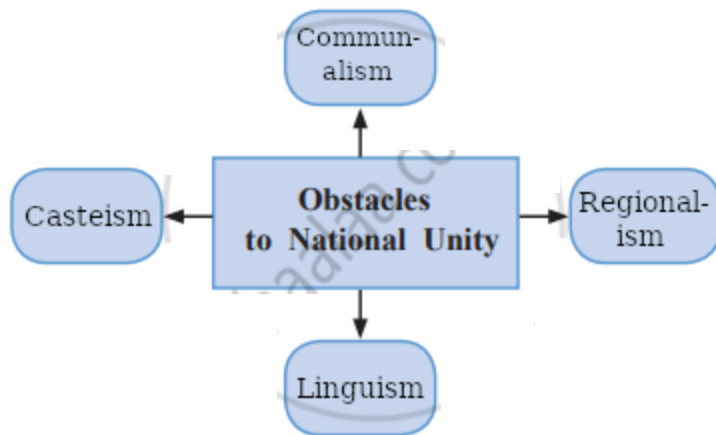 Commun-
alism
Casteism
Obstacles
to National Unity
Regional-
ism
Linguism